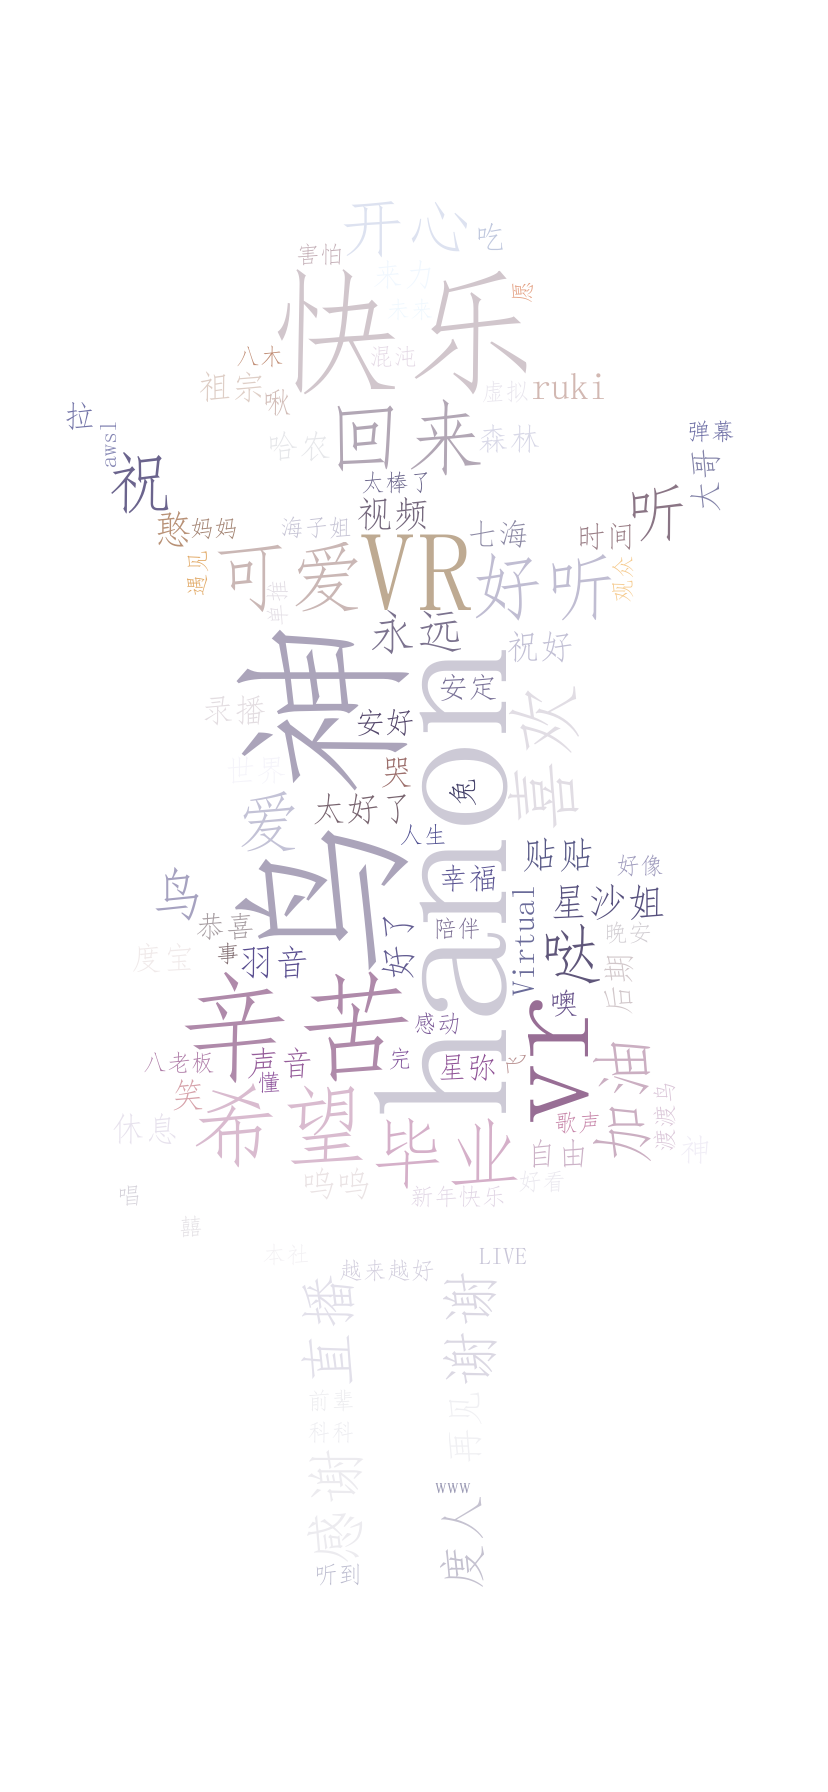 开心
吃
害怕
来力
愿
快乐
未来
八木
混沌
祖宗
啾
虚拟
ruki
拉
awsl
回来
哈农
森林
弹幕
大哥
祝
太棒了
听
憨
妈妈
海子姐
视频
七海
时间
遇见
可爱
VR
好听
观众
单推
永远
祝好
神鸟
hanon
安定
喜欢
录播
安好
世界
哭
兔
爱
太好了
人生
贴贴
好像
鸟
幸福
Virtual
星沙姐
恭喜
好了
陪伴
哒
晚安
度宝
事
羽音
后期
辛苦
噢
vr
感动
八老板
声音
完
星弥
飞
加油
懂
笑
希望
渡渡鸟
休息
毕业
歌声
自由
神
呜呜
新年快乐
好看
唱
囍
本社
越来越好
LIVE
直播
谢谢
前辈
再见
科科
感谢
www
度人
听到